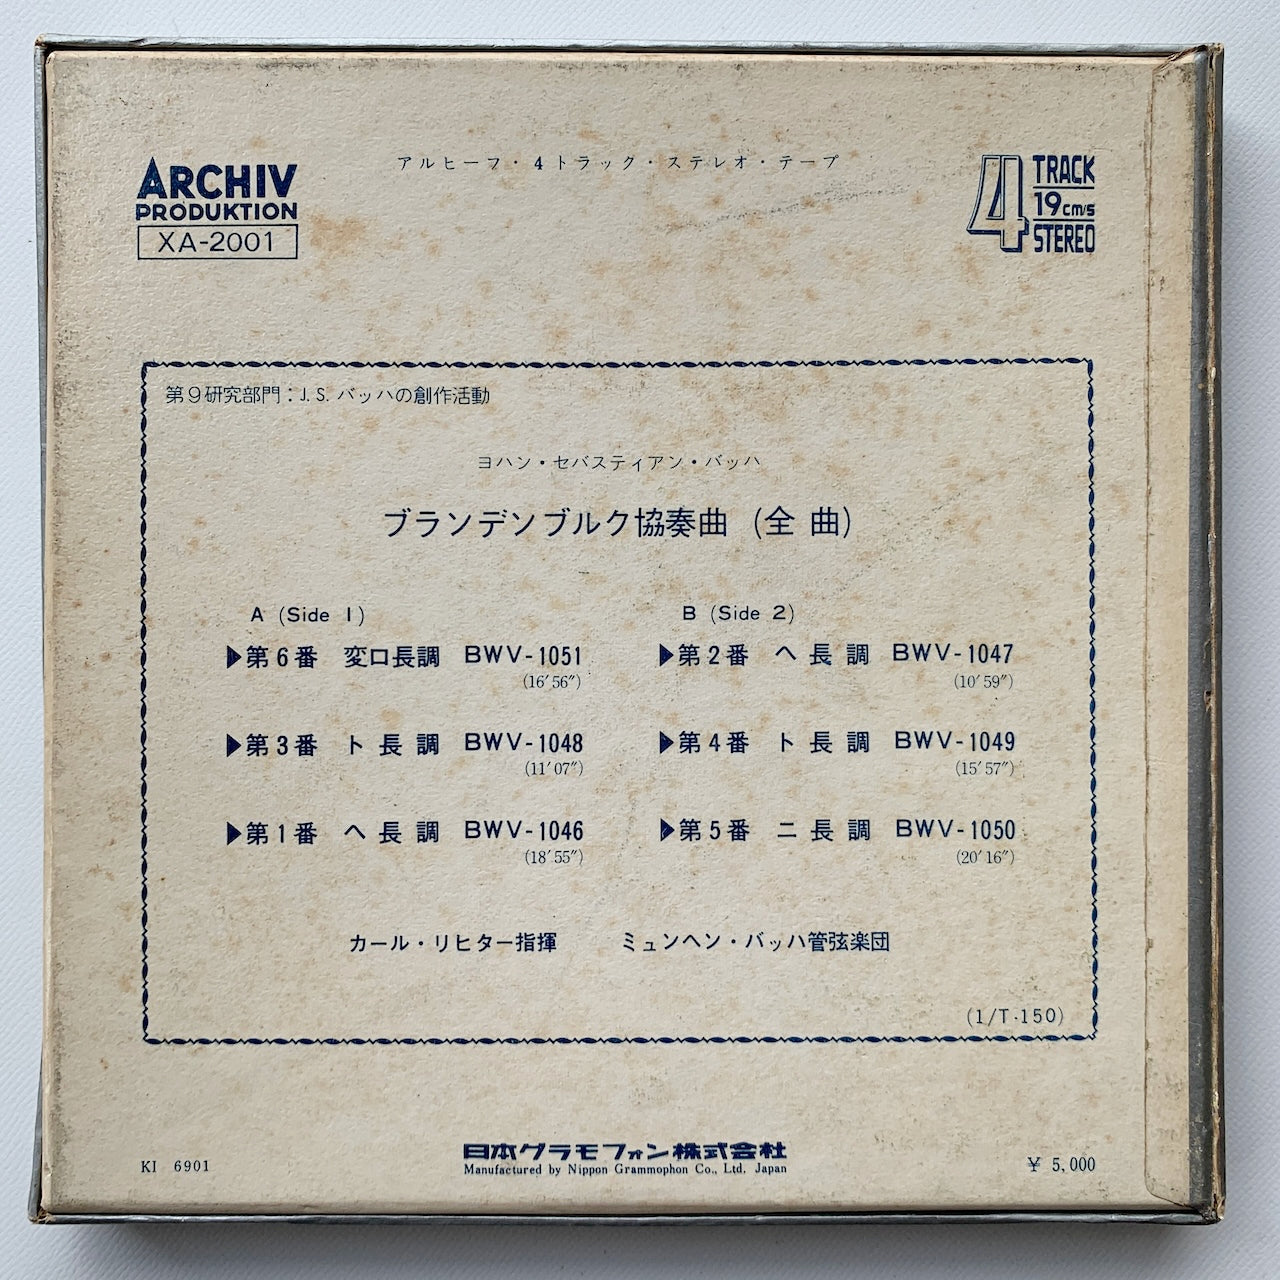 ARCHIV
PRODUKTION
XA-2001
アルヒーフ・4トラック・ステレオ・テープ
4 TRACK
19cm/s
STEREO
第9研究部門：J. S. バッハの創作活動
ヨハン・セバスティアン・バッハ
ブランデンブルク協奏曲 (全 曲)
A (Side 1)
▶第6番 変ロ長調 BWV-1051
(16′56″)
▶第3番 ト長調 BWV-1048
(11′07″)
▶第1番 ヘ長調 BWV-1046
(18′55″)
B (Side 2)
▶第2番 ヘ長調 BWV-1047
(10′59″)
▶第4番 ト長調 BWV-1049
(15′57″)
▶第5番 ニ長調 BWV-1050
(20′16″)
カール・リヒター指揮 ミュンヘン・バッハ管弦楽団
(1/T·150)
KI 6901
日本グラモフォン株式会社
Manufactured by Nippon Grammophon Co., Ltd. Japan
¥ 5,000